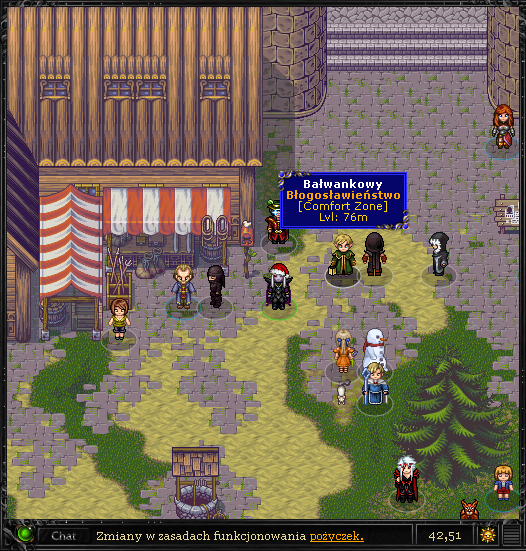 Bałwankowy
Błogosławieństwo
[Comfort Zone]
Lvl: 76m
Chat
Zmiany w zasadach funkcjonowania pożyczek.
42,51